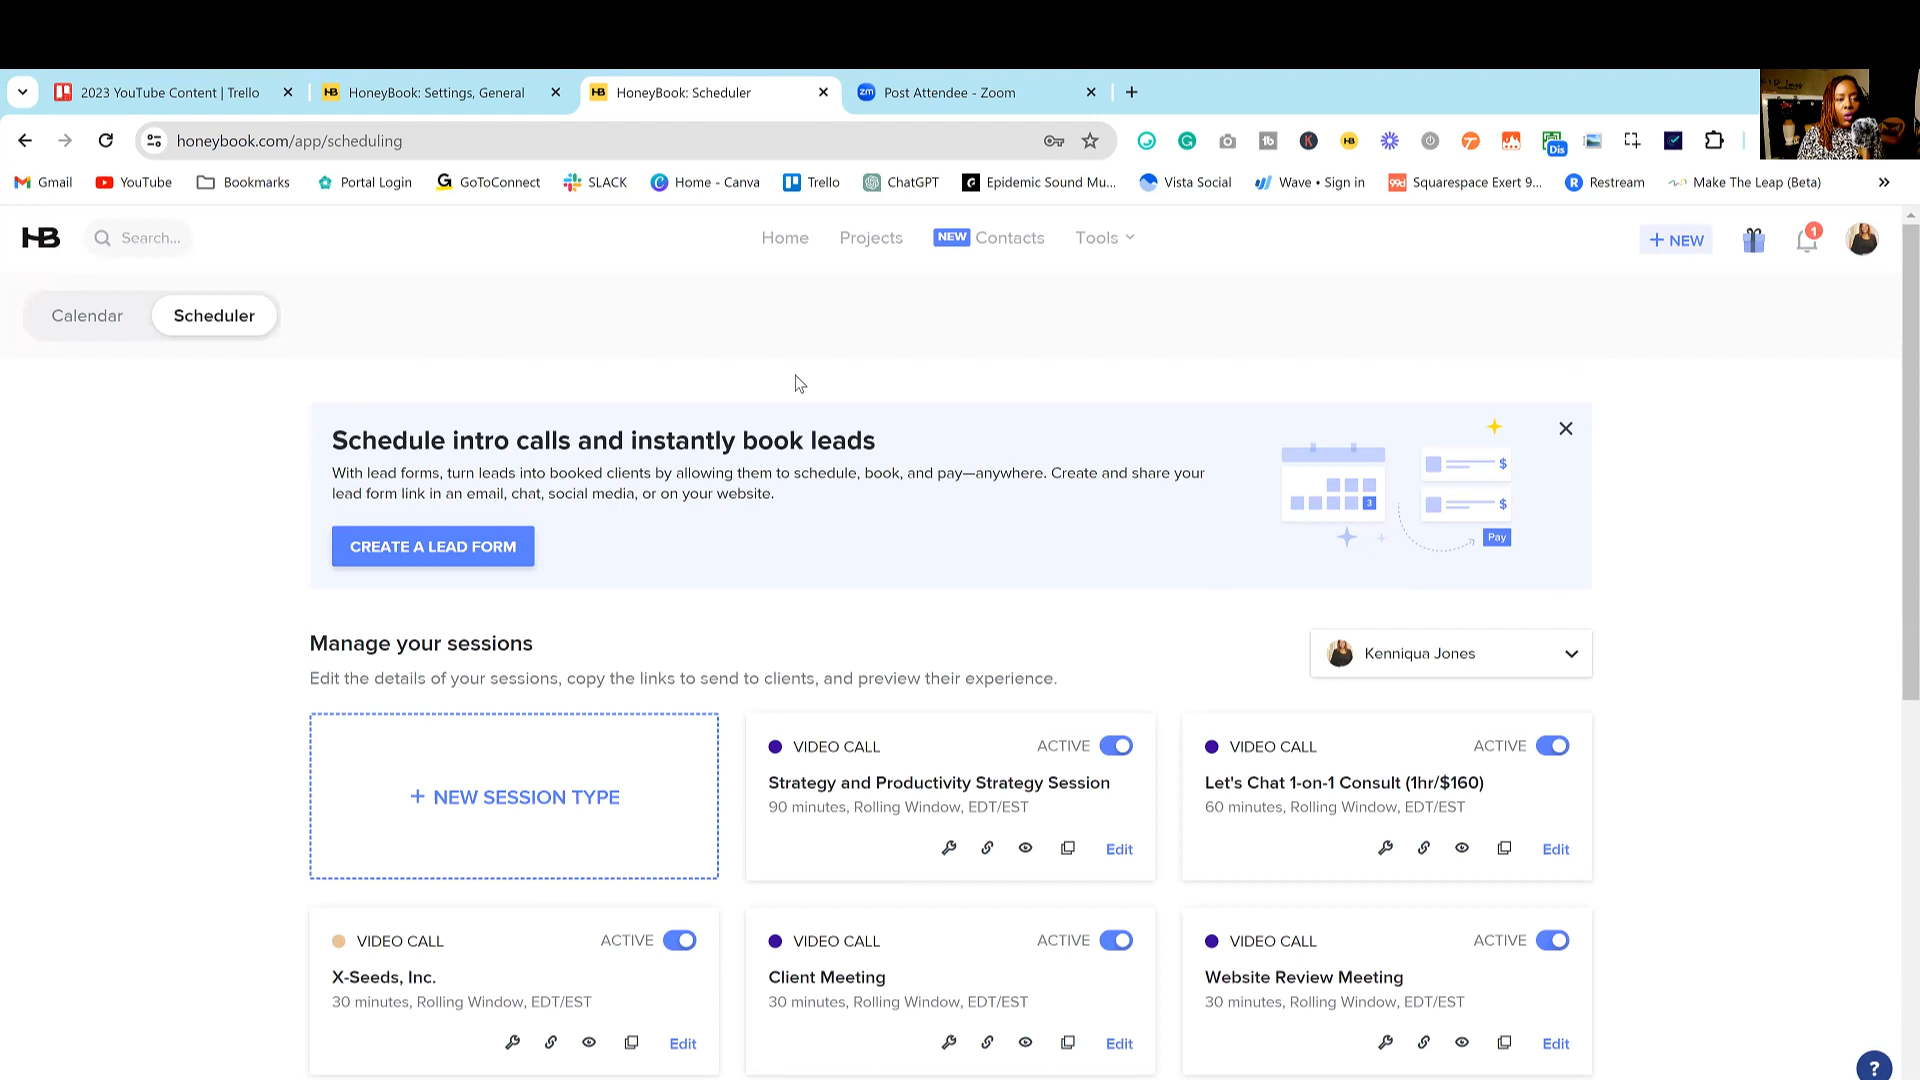 2023 YouTube Content | Trello
HoneyBook: Settings, General
HoneyBook: Scheduler
Post Attendee - Zoom
honeybook.com/app/scheduling
Gmail
YouTube
Bookmarks
Portal Login
GoToConnect
SLACK
Home - Canva
Trello
ChatGPT
Epidemic Sound Mu...
Vista Social
Wave • Sign in
Squarespace Exert 9...
Restream
Make The Leap (Beta)
HB
Search...
Home
Projects
NEW Contacts
Tools
+ NEW
1
Calendar
Scheduler
Schedule intro calls and instantly book leads
With lead forms, turn leads into booked clients by allowing them to schedule, book, and pay—anywhere. Create and share your
lead form link in an email, chat, social media, or on your website.
CREATE A LEAD FORM
3
$
$
Pay
Manage your sessions
Edit the details of your sessions, copy the links to send to clients, and preview their experience.
Kenniqua Jones
+ NEW SESSION TYPE
VIDEO CALL
ACTIVE
Strategy and Productivity Strategy Session
90 minutes, Rolling Window, EDT/EST
Edit
VIDEO CALL
ACTIVE
Let's Chat 1-on-1 Consult (1hr/$160)
60 minutes, Rolling Window, EDT/EST
Edit
VIDEO CALL
ACTIVE
X-Seeds, Inc.
30 minutes, Rolling Window, EDT/EST
Edit
VIDEO CALL
ACTIVE
Client Meeting
30 minutes, Rolling Window, EDT/EST
Edit
VIDEO CALL
ACTIVE
Website Review Meeting
30 minutes, Rolling Window, EDT/EST
Edit
?